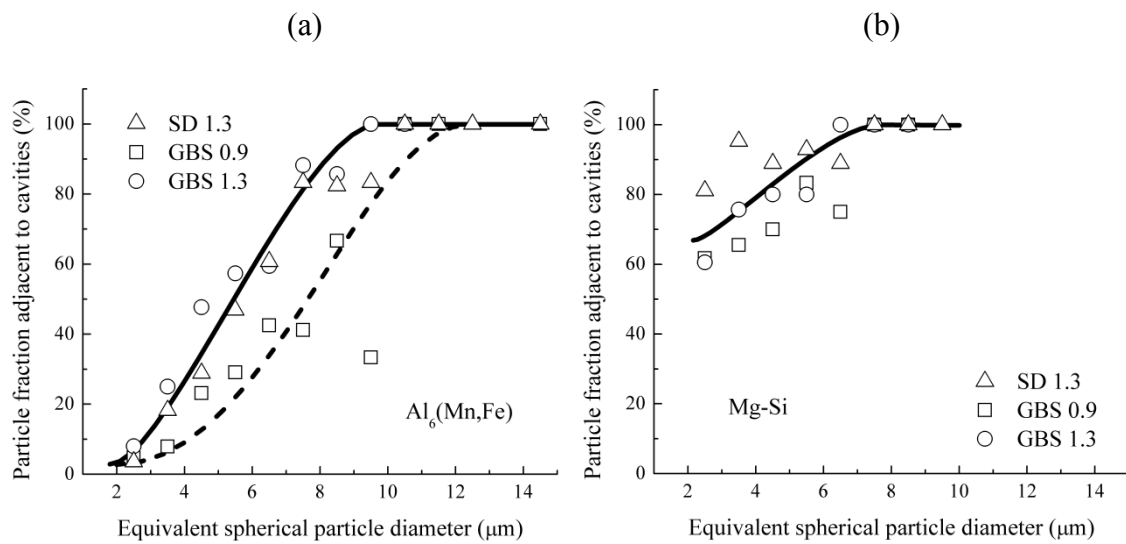 (a)
(b)
Particle fraction adjacent to cavities (%)
100
80
60
40
20
0
SD 1.3
GBS 0.9
GBS 1.3
Al₆(Mn,Fe)
2 4 6 8 10 12 14
Equivalent spherical particle diameter (μm)
Particle fraction adjacent to cavities (%)
100
80
60
40
20
0
Mg-Si
SD 1.3
GBS 0.9
GBS 1.3
2 4 6 8 10 12 14
Equivalent spherical particle diameter (μm)